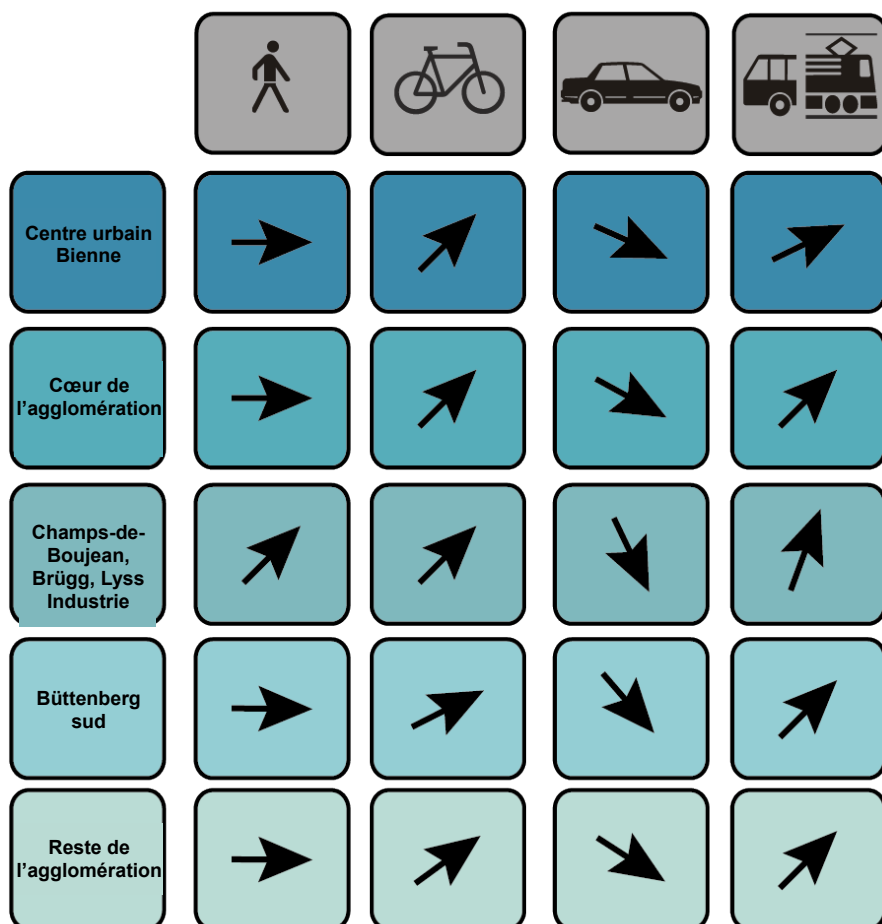 Centre urbain
Bienne
Cœur de
l'agglomération
Champs-de-
Boujean,
Brügg, Lyss
Industrie
Büttenberg
sud
Reste de
l'agglomération